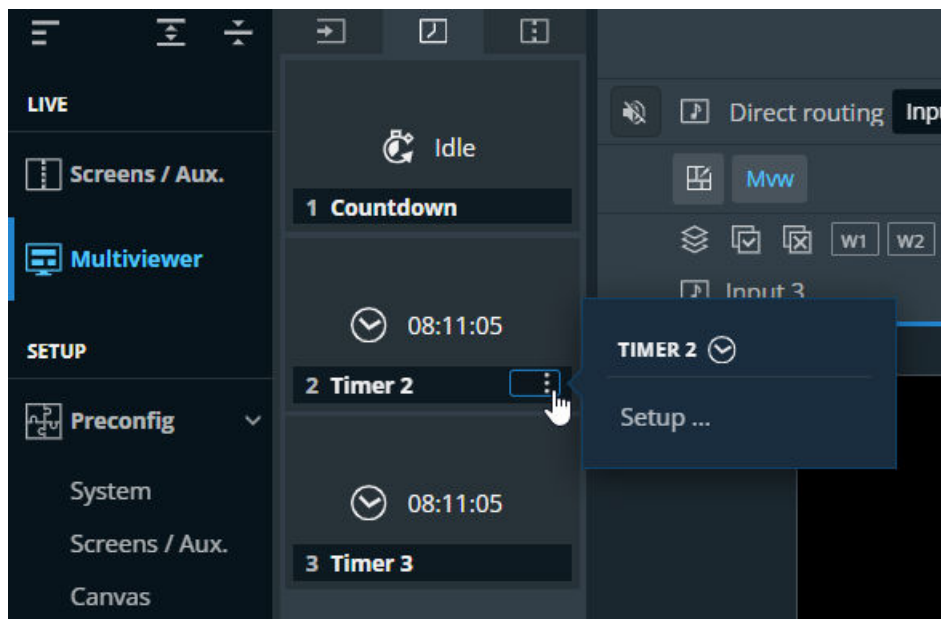 LIVE
Screens / Aux.
Multiviewer
SETUP
Preconfig
System
Screens / Aux.
Canvas
Idle
1 Countdown
08:11:05
2 Timer 2
08:11:05
3 Timer 3
Direct routing
Mvw
W1 W2
Input 3
TIMER 2
Setup ...